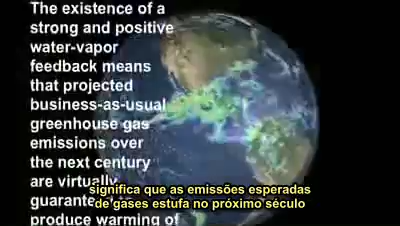 The existence of a
strong and positive
water-vapor
feedback means
that projected
business-as-usual
greenhouse gas
emissions over
the next century
are virtually
guaranteed to
produce warming of
significa que as emissões esperadas
de gases estufa no próximo século